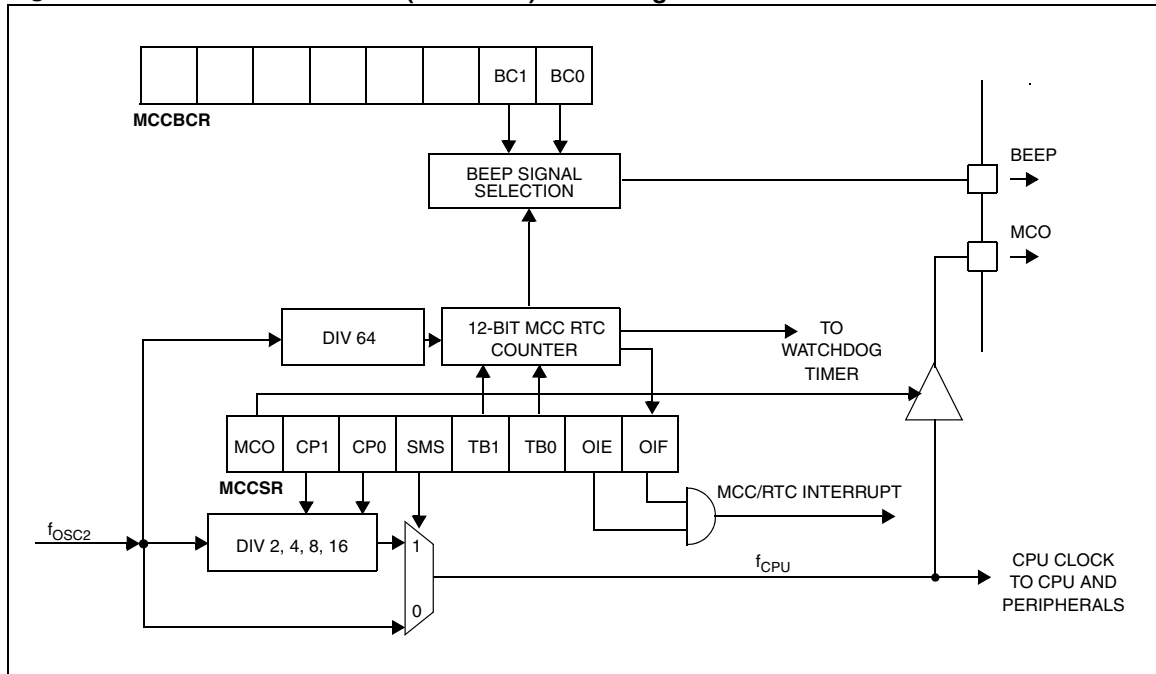 BC1 BC0
MCCBCR
BEEP SIGNAL
SELECTION
BEEP
MCO
DIV 64
12-BIT MCC RTC
COUNTER
TO
WATCHDOG
TIMER
MCO CP1 CP0 SMS TB1 TB0 OIE OIF
MCCSR
MCC/RTC INTERRUPT
fOSC2
DIV 2, 4, 8, 16
1
0
fCPU
CPU CLOCK
TO CPU AND
PERIPHERALS